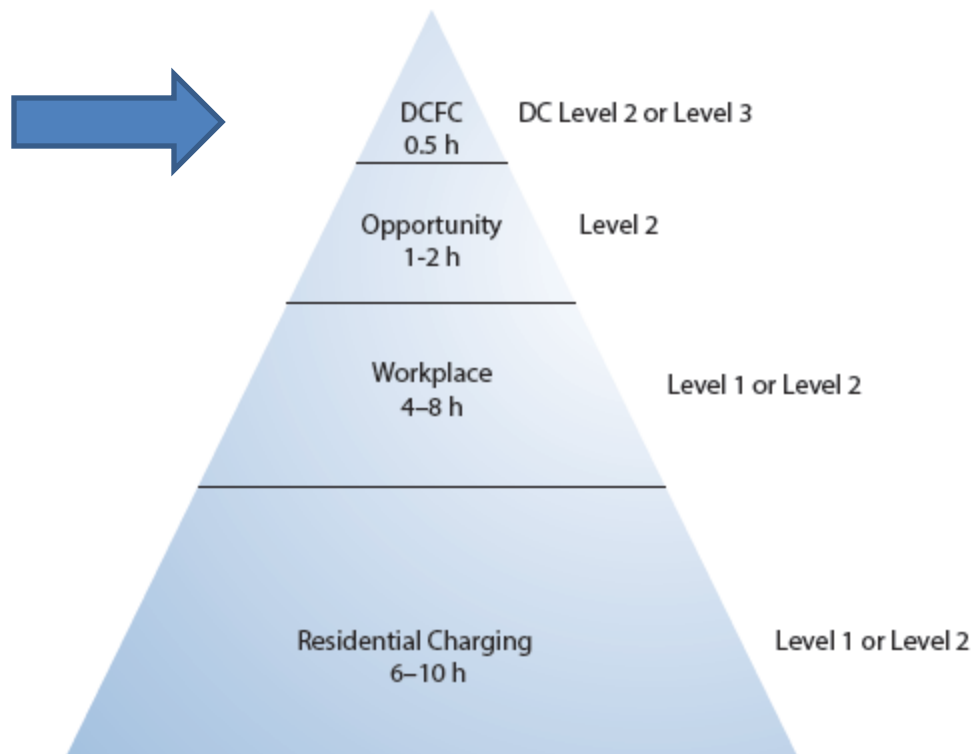 DCFC
0.5 h
DC Level 2 or Level 3
Opportunity
1-2 h
Level 2
Workplace
4–8 h
Level 1 or Level 2
Residential Charging
6–10 h
Level 1 or Level 2